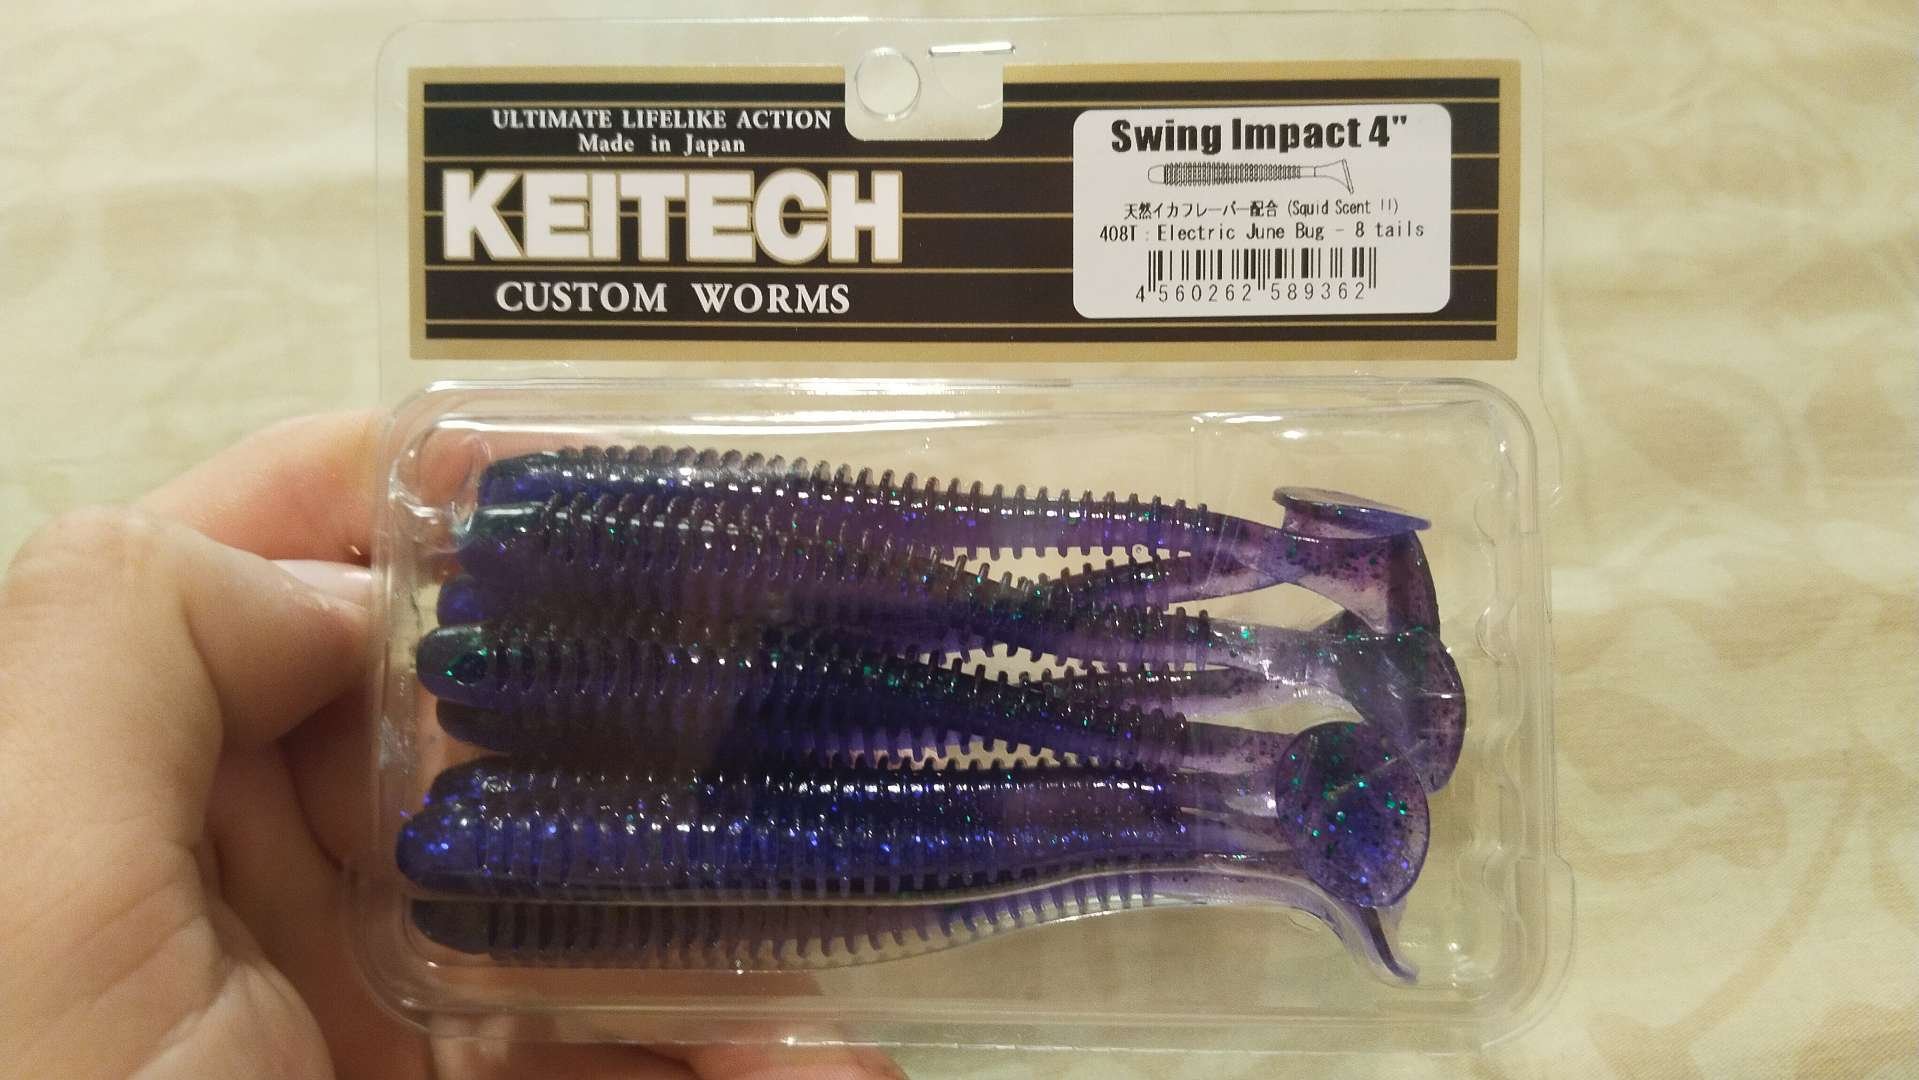 ULTIMATE LIFELIKE ACTION
Made in Japan
KEITECH
CUSTOM WORMS
Swing Impact 4"
天然イカフレーバー配合 (Squid Scent II)
408T : Electric June Bug - 8 tails
4 560262 589362